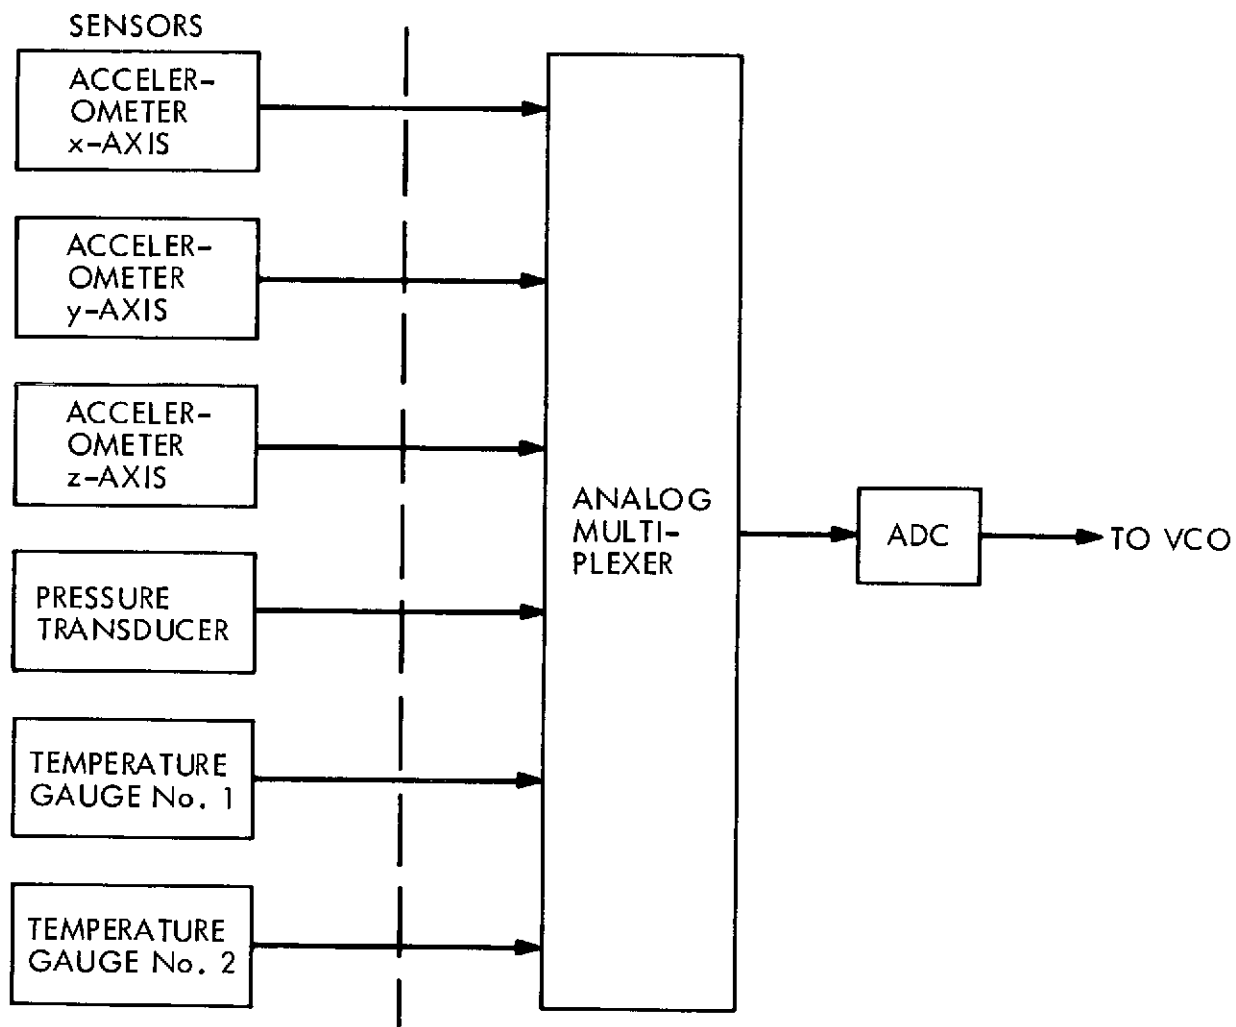 SENSORS
ACCELER-
OMETER
x-AXIS
ACCELER-
OMETER
y-AXIS
ACCELER-
OMETER
z-AXIS
PRESSURE
TRANSDUCER
TEMPERATURE
GAUGE No. 1
TEMPERATURE
GAUGE No. 2
ANALOG
MULTI-
PLEXER
ADC
TO VCO